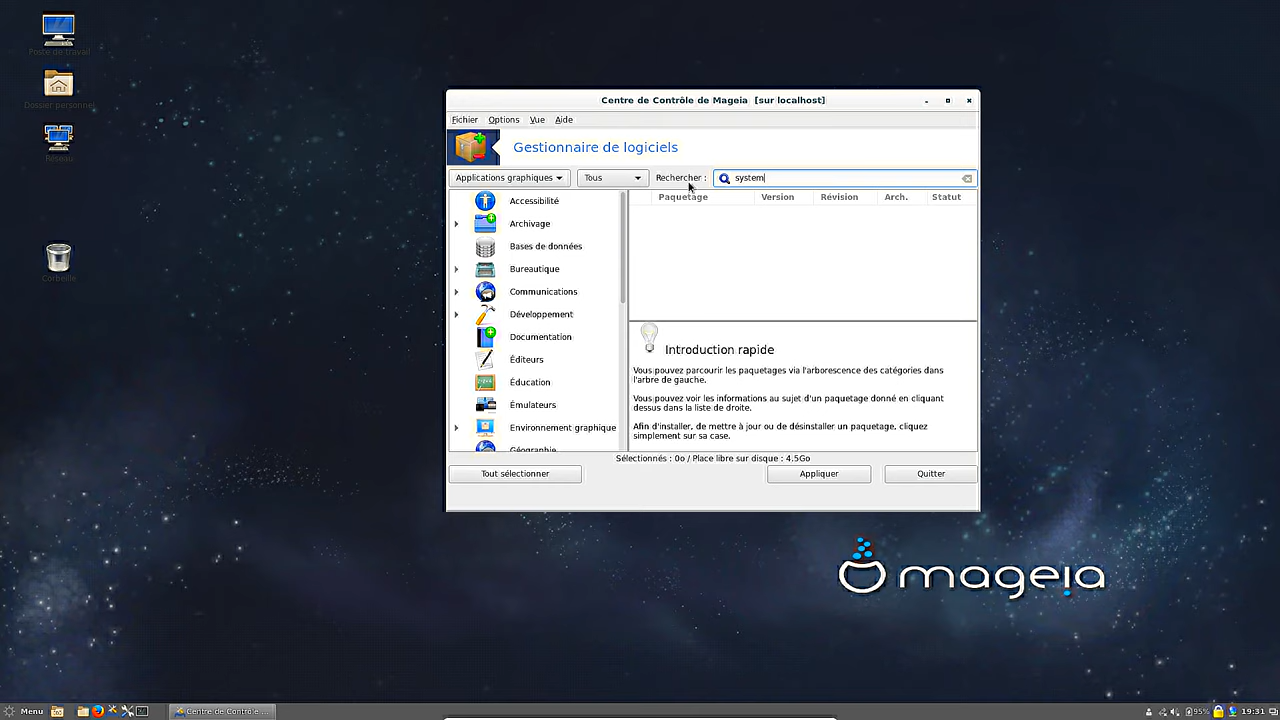 Poste de travail
Dossier personnel
Réseau
Corbeille
Centre de Contrôle de Mageia [sur localhost]
Fichier Options Vue Aide
Gestionnaire de logiciels
Applications graphiques Tous Rechercher : system
Paquetage Version Révision Arch. Statut
Accessibilité
Archivage
Bases de données
Bureautique
Communications
Développement
Documentation
Éditeurs
Éducation
Émulateurs
Environnement graphique
Géographie
Introduction rapide
Vous pouvez parcourir les paquetages via l'arborescence des catégories dans
l'arbre de gauche.
Vous pouvez voir les informations au sujet d'un paquetage donné en cliquant
dessus dans la liste de droite.
Afin d'installer, de mettre à jour ou de désinstaller un paquetage, cliquez
simplement sur sa case.
Sélectionnés : 0o / Place libre sur disque : 4.5Go
Tout sélectionner Appliquer Quitter
mageia
Menu Centre de Contrôle ... 95% 19:31